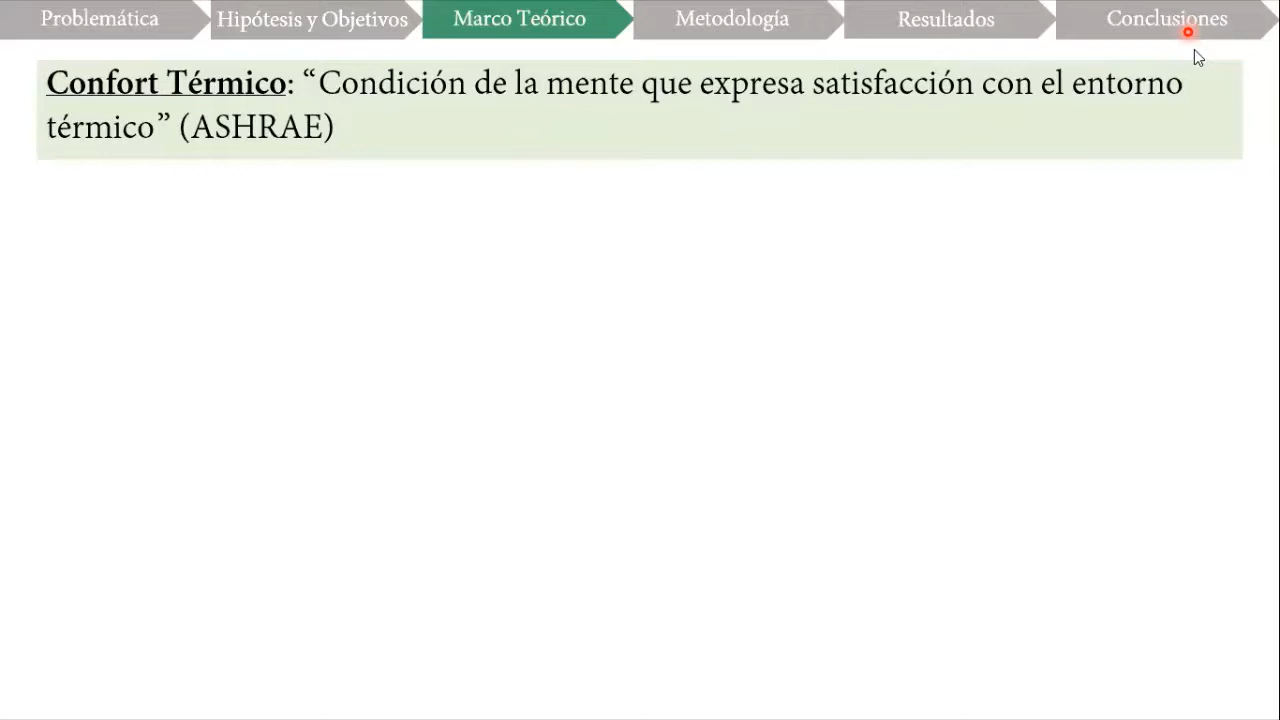 Problemática
Hipótesis y Objetivos
Marco Teórico
Metodología
Resultados
Conclusiones
Confort Térmico: “Condición de la mente que expresa satisfacción con el entorno
térmico” (ASHRAE)